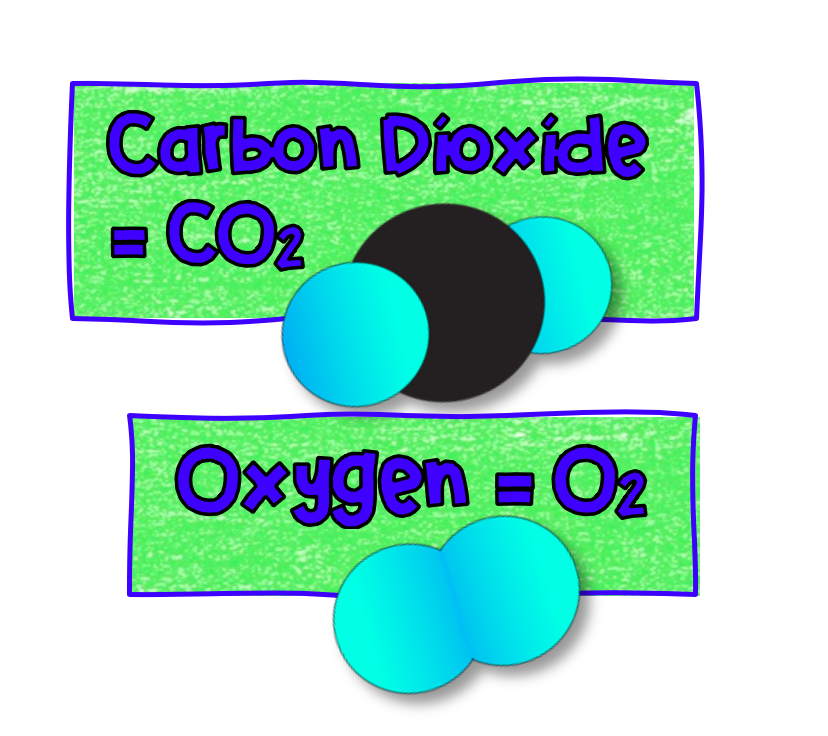 Carbon Dioxide
= CO₂
Oxygen = O₂